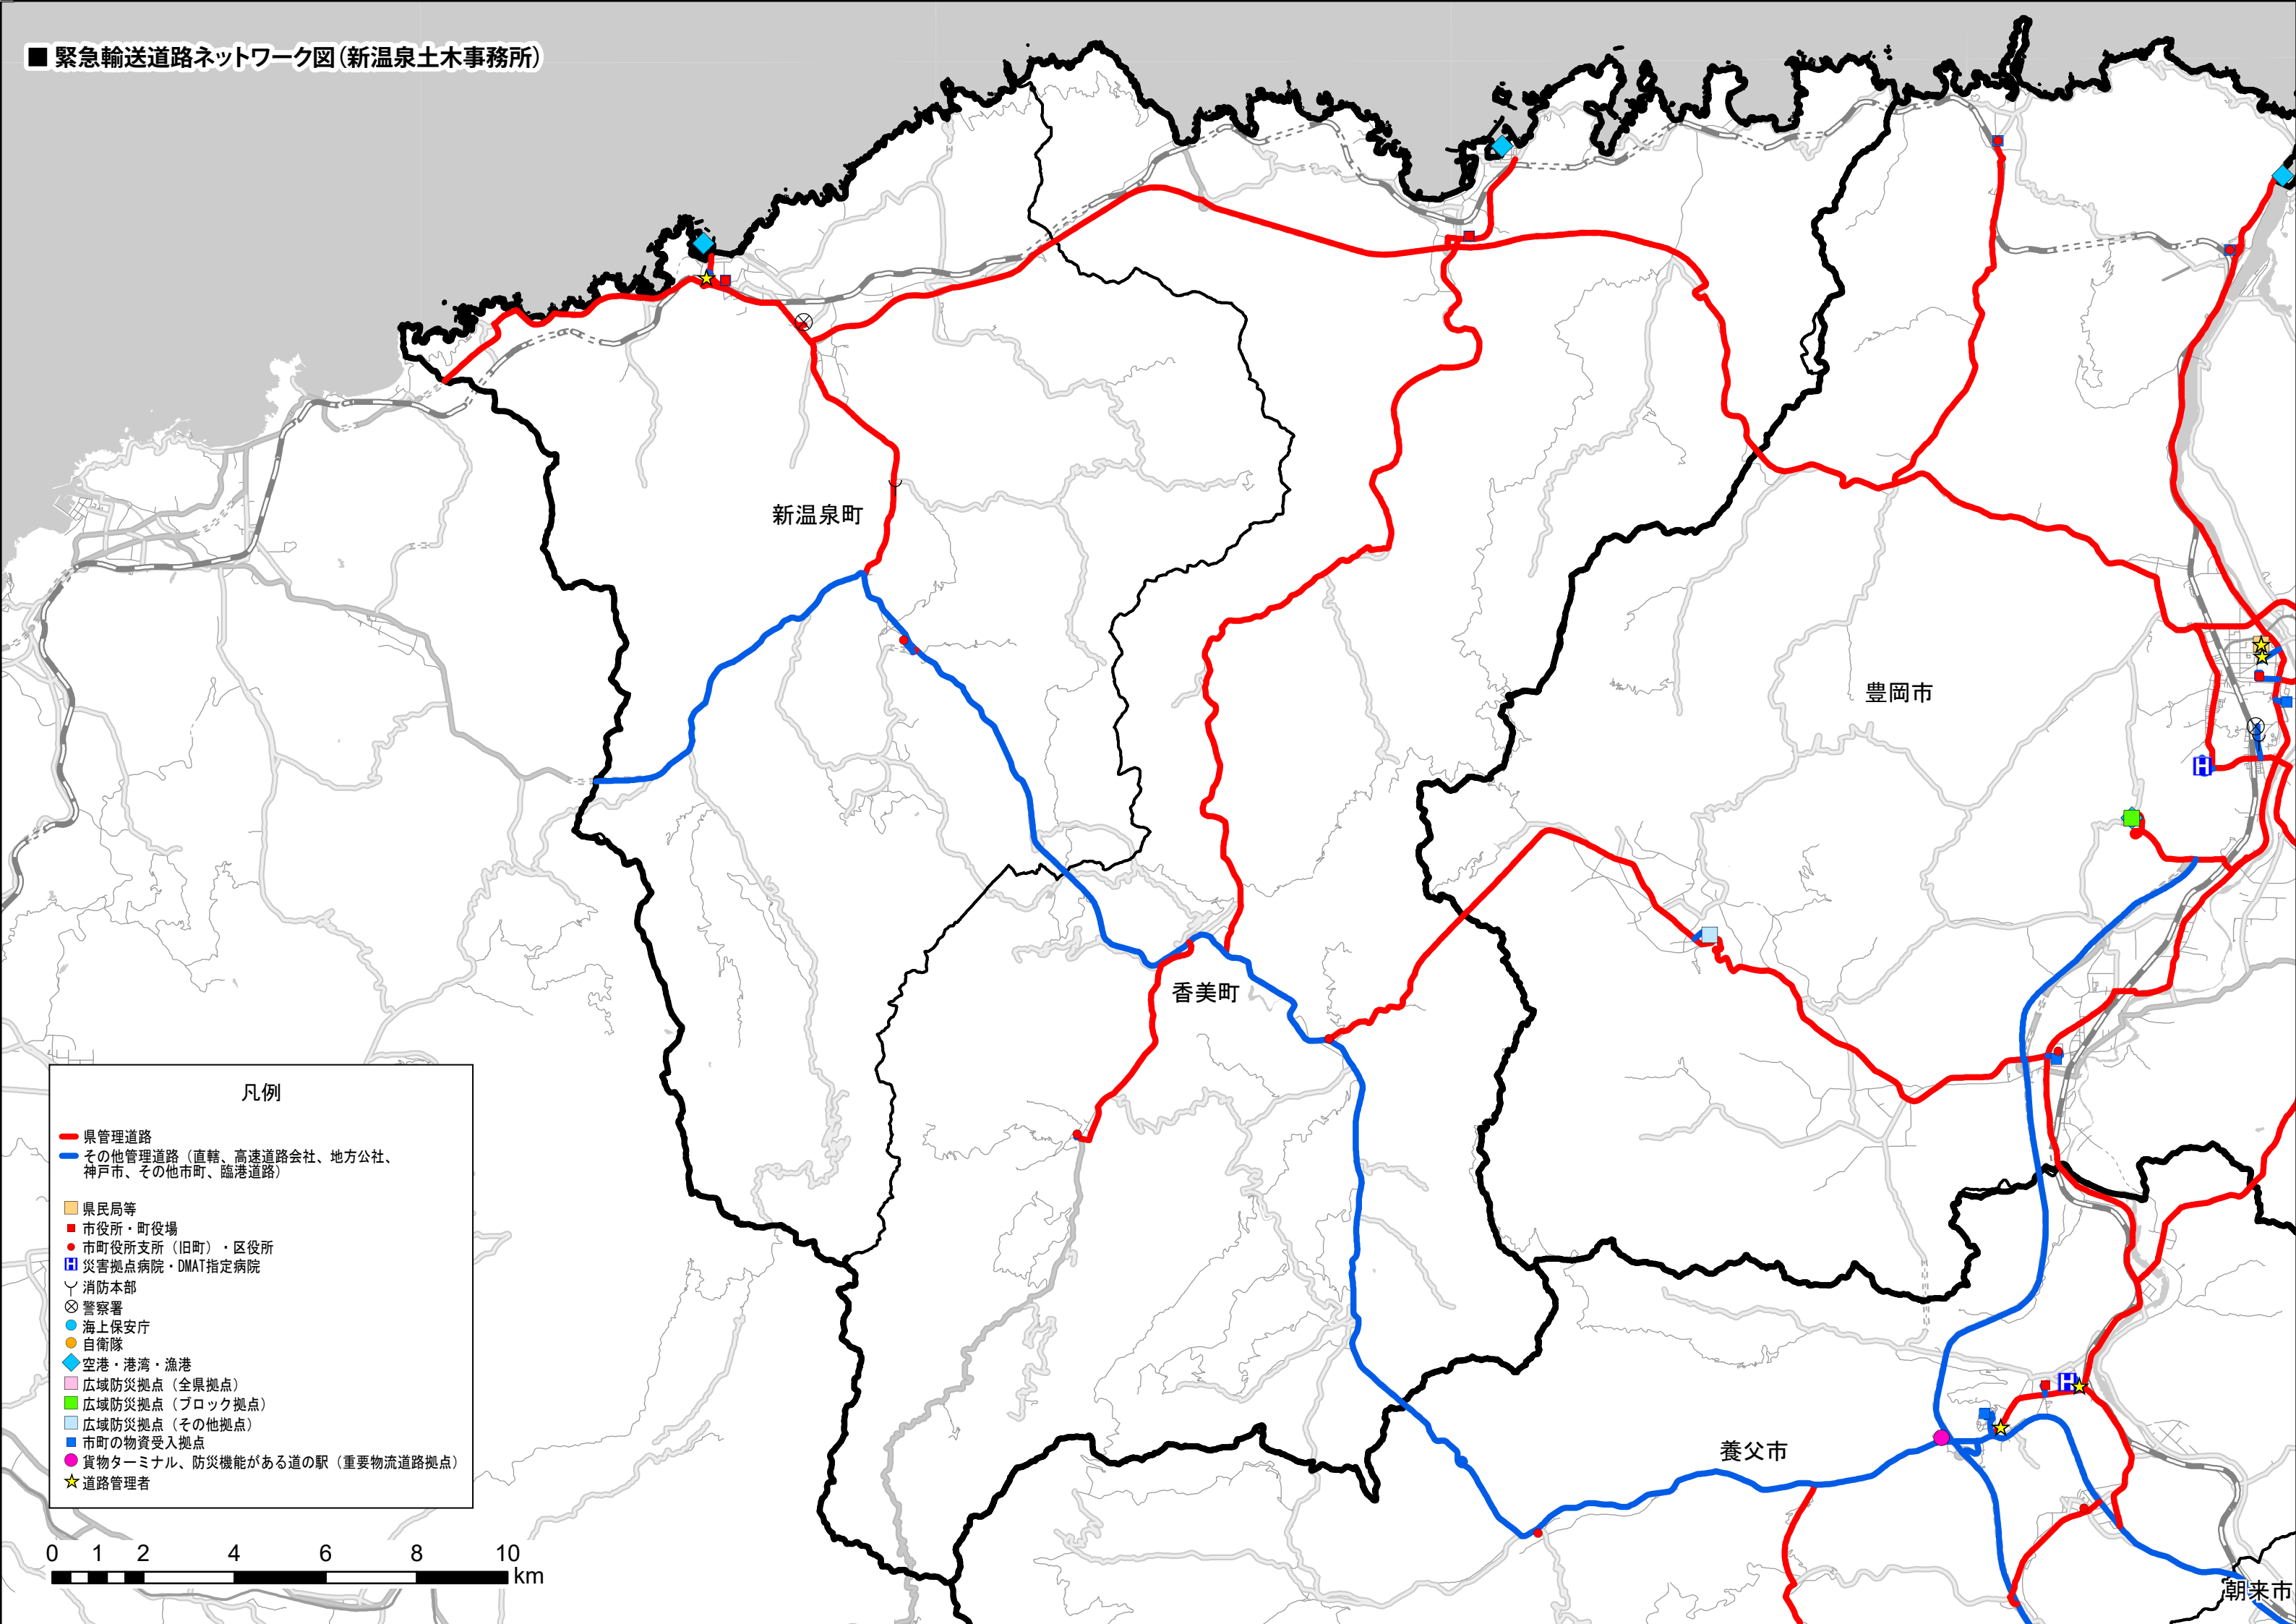 ■ 緊急輸送道路ネットワーク図（新温泉土木事務所）
新温泉町
豊岡市
香美町
養父市
朝来市
凡例
県管理道路
その他管理道路（直轄、高速道路会社、地方公社、
神戸市、その他市町、臨港道路）
県民局等
市役所・町役場
市町役所支所（旧町）・区役所
H 災害拠点病院・DMAT指定病院
消防本部
警察署
海上保安庁
自衛隊
空港・港湾・漁港
広域防災拠点（全県拠点）
広域防災拠点（ブロック拠点）
広域防災拠点（その他拠点）
市町の物資受入拠点
貨物ターミナル、防災機能がある道の駅（重要物流道路拠点）
道路管理者
0 1 2 4 6 8 10
km
H
H